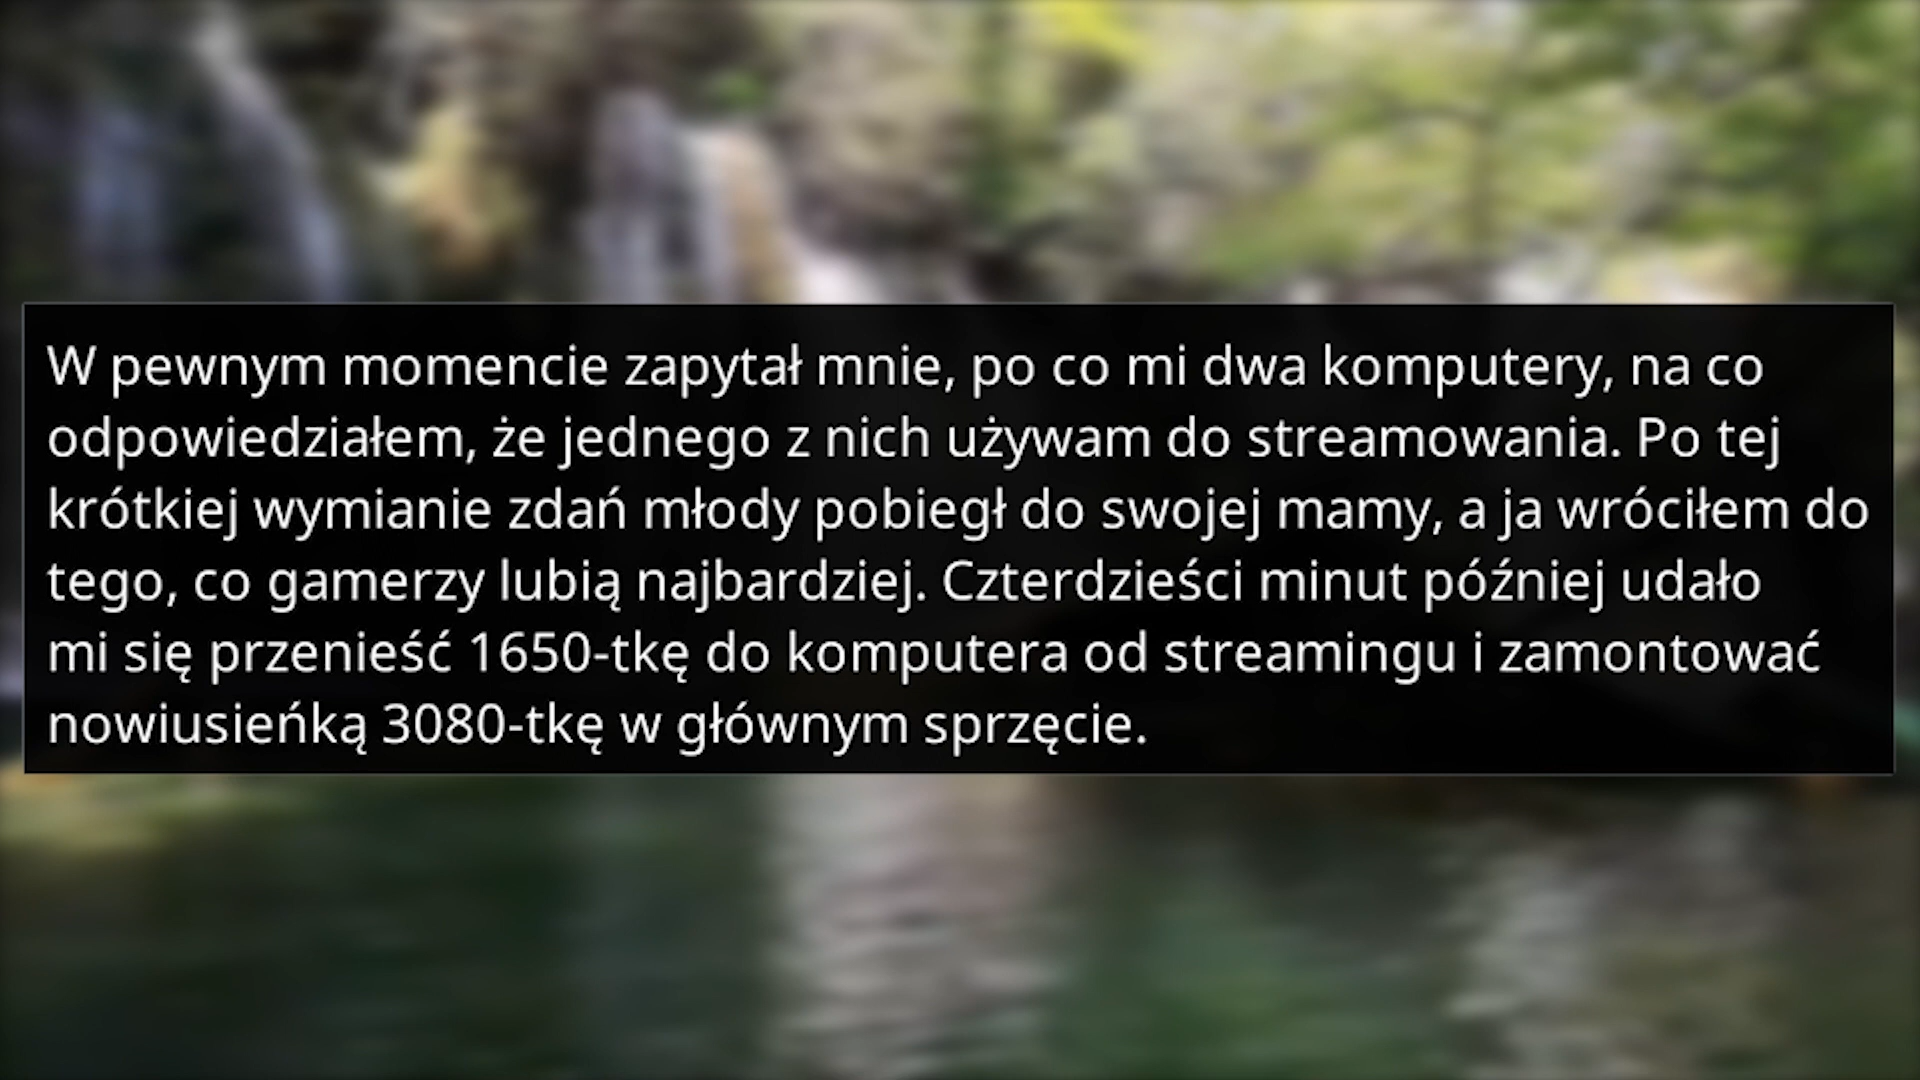 W pewnym momencie zapytał mnie, po co mi dwa komputery, na co
odpowiedziałem, że jednego z nich używam do streamowania. Po tej
krótkiej wymianie zdań młody pobiegł do swojej mamy, a ja wróciłem do
tego, co gamerzy lubią najbardziej. Czterdzieści minut później udało
mi się przenieść 1650-tkę do komputera od streamingu i zamontować
nowiusieńką 3080-tkę w głównym sprzęcie.